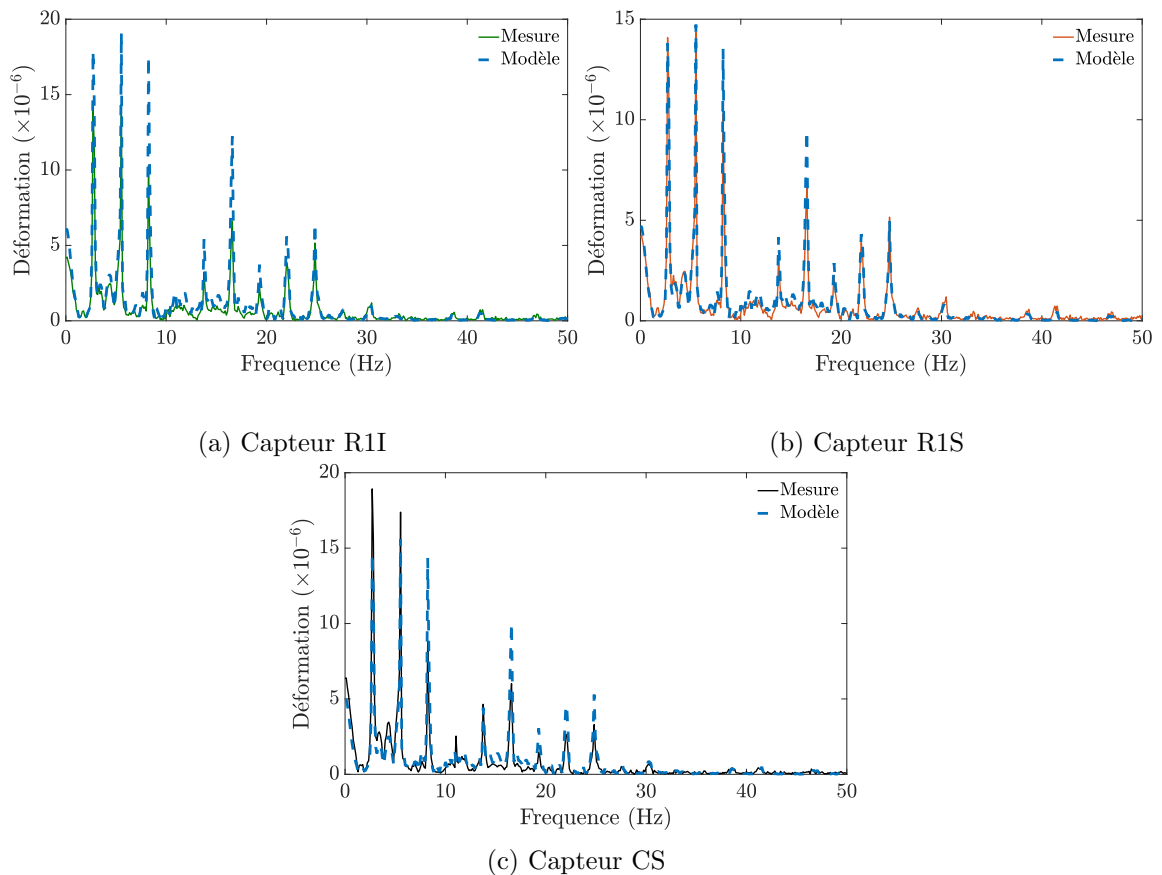 20
15
10
5
0
0
10
20
30
40
50
Déformation (×10−6)
Frequence (Hz)
Mesure
Modèle
(a) Capteur R1I
15
10
5
0
0
10
20
30
40
50
Déformation (×10−6)
Frequence (Hz)
Mesure
Modèle
(b) Capteur R1S
20
15
10
5
0
0
10
20
30
40
50
Déformation (×10−6)
Frequence (Hz)
Mesure
Modèle
(c) Capteur CS